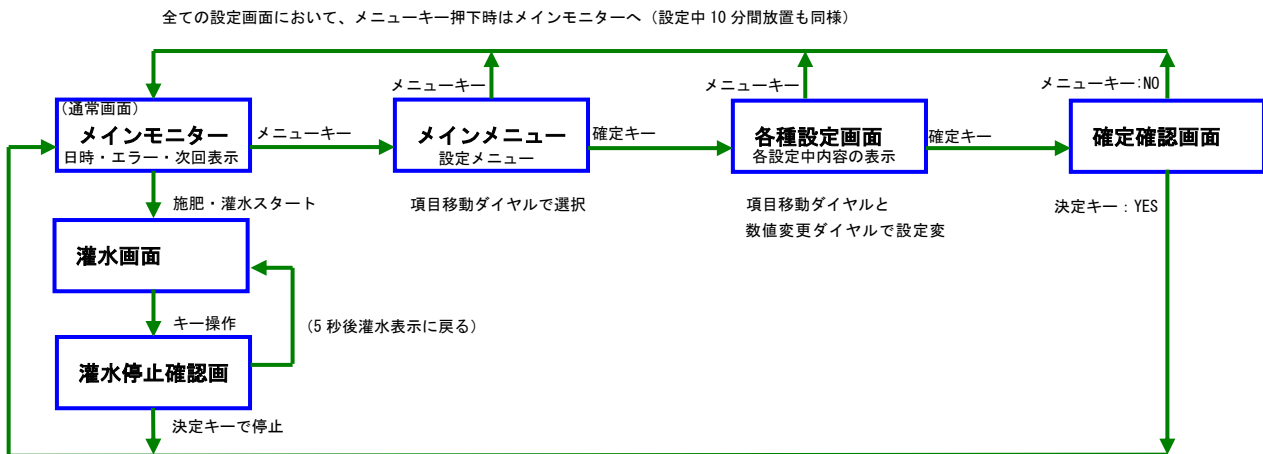 全ての設定画面において、メニューキー押下時はメインモニターへ（設定中 10 分間放置も同様）
メニューキー
メニューキー
メニューキー:NO
(通常画面)
メインモニター
日時・エラー・次回表示
メニューキー
メインメニュー
設定メニュー
確定キー
各種設定画面
各設定中内容の表示
確定キー
確定確認画面
施肥・灌水スタート
項目移動ダイヤルで選択
項目移動ダイヤルと
数値変更ダイヤルで設定変
決定キー：YES
灌水画面
キー操作
（5 秒後灌水表示に戻る）
灌水停止確認画
決定キーで停止